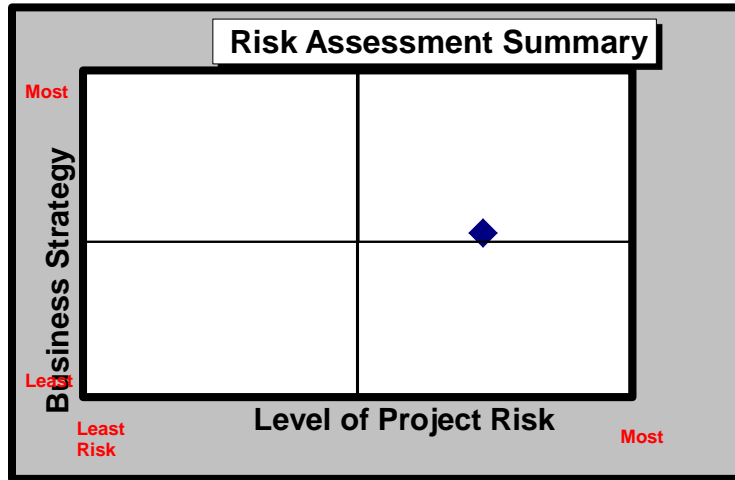 Risk Assessment Summary
Most
Business Strategy
Least
Level of Project Risk
Least
Risk
Most